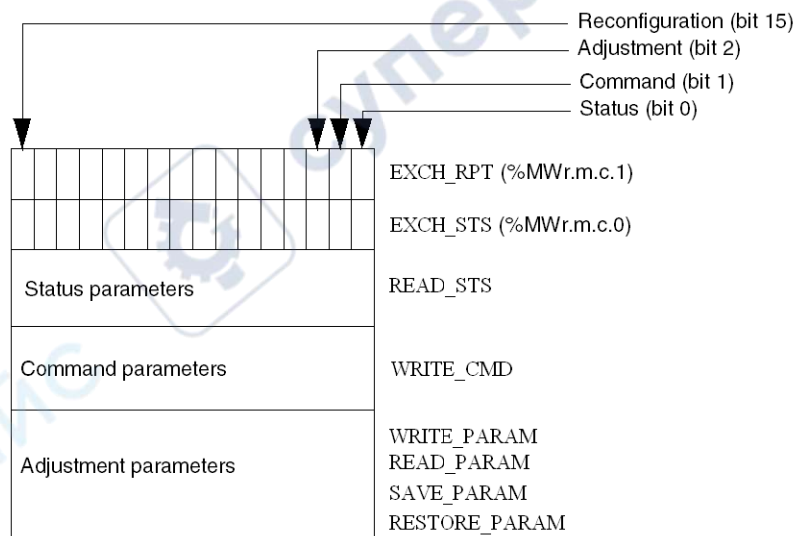 Reconfiguration (bit 15)
Adjustment (bit 2)
Command (bit 1)
Status (bit 0)
EXCH_RPT (%MWr.m.c.1)
EXCH_STS (%MWr.m.c.0)
Status parameters READ_STS
Command parameters WRITE_CMD
WRITE_PARAM
Adjustment parameters READ_PARAM
SAVE_PARAM
RESTORE_PARAM